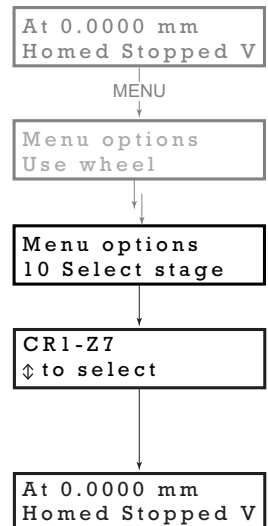 At 0.0000 mm
Homed Stopped V
MENU
Menu options
Use wheel
Menu options
10 Select stage
CR1-Z7
⇕ to select
At 0.0000 mm
Homed Stopped V